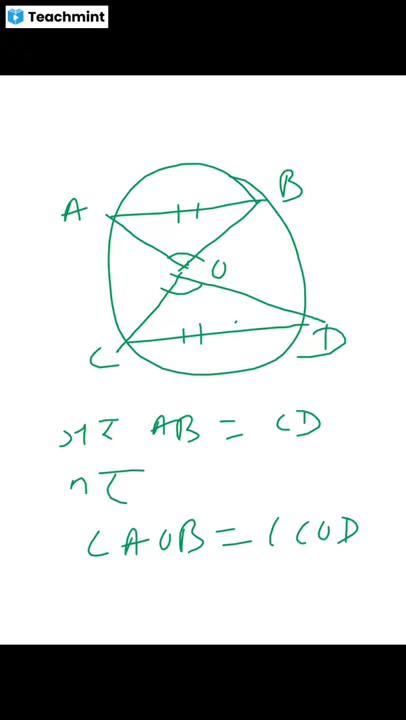 Teachmint
A
B
O
C
D
AB = CD
∠AOB = ∠COD